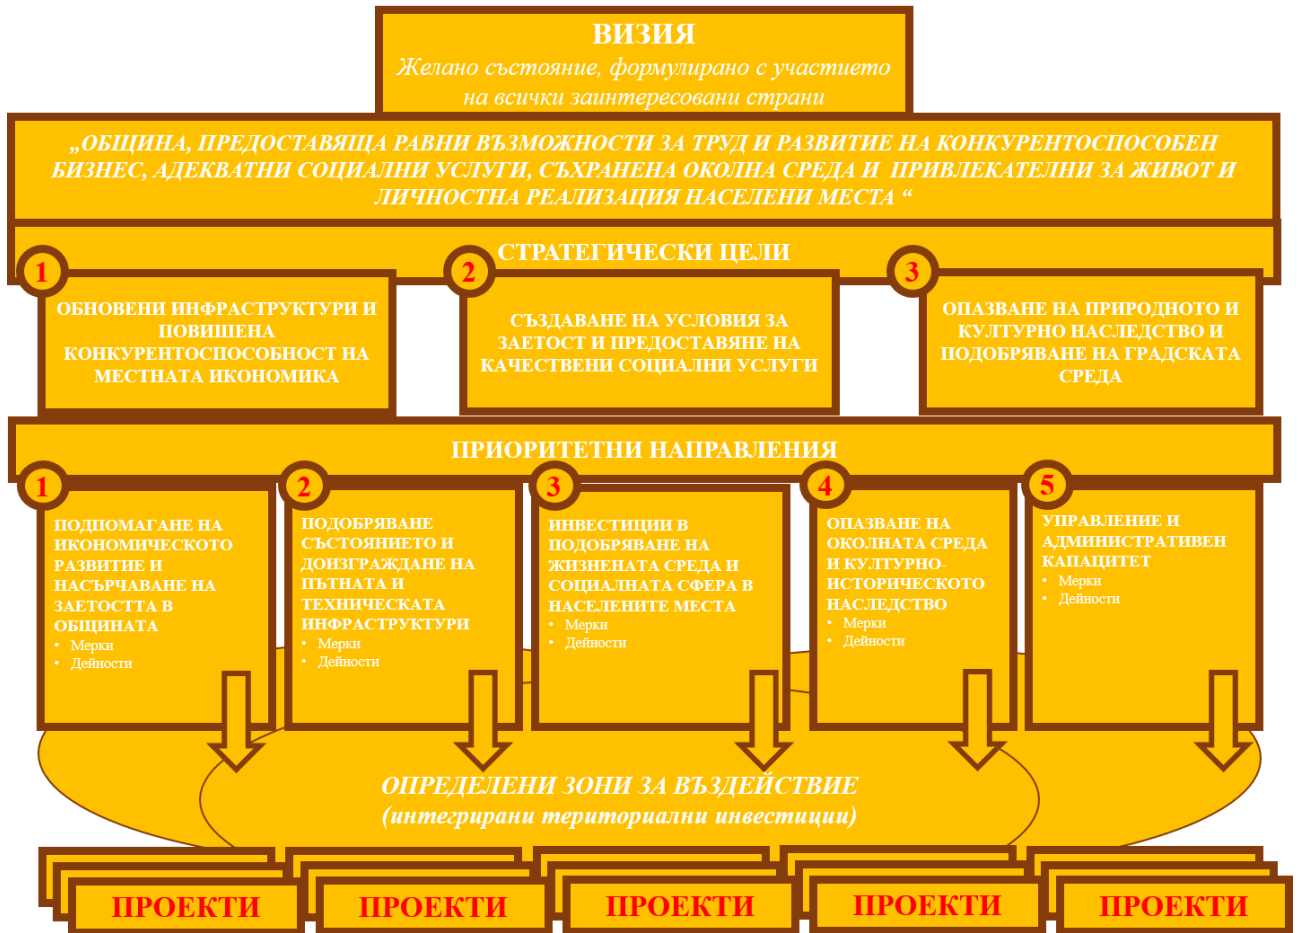 ВИЗИЯ
Желано състояние, формулирано с участието
на всички заинтересовани страни
„ОБЩИНА, ПРЕДОСТАВЯЩА РАВНИ ВЪЗМОЖНОСТИ ЗА ТРУД И РАЗВИТИЕ НА КОНКУРЕНТОСПОСОБЕН
БИЗНЕС, АДЕКВАТНИ СОЦИАЛНИ УСЛУГИ, СЪХРАНЕНА ОКОЛНА СРЕДА И ПРИВЛЕКАТЕЛНИ ЗА ЖИВОТ И
ЛИЧНОСТНА РЕАЛИЗАЦИЯ НАСЕЛЕНИ МЕСТА “
СТРАТЕГИЧЕСКИ ЦЕЛИ
1
ОБНОВЕНИ ИНФРАСТРУКТУРИ И
ПОВИШЕНА
КОНКУРЕНТОСПОСОБНОСТ НА
МЕСТНАТА ИКОНОМИКА
2
СЪЗДАВАНЕ НА УСЛОВИЯ ЗА
ЗАЕТОСТ И ПРЕДОСТАВЯНЕ НА
КАЧЕСТВЕНИ СОЦИАЛНИ УСЛУГИ
3
ОПАЗВАНЕ НА ПРИРОДНОТО И
КУЛТУРНО НАСЛЕДСТВО И
ПОДОБРЯВАНЕ НА ГРАДСКАТА
СРЕДА
ПРИОРИТЕТНИ НАПРАВЛЕНИЯ
1
ПОДПОМАГАНЕ НА
ИКОНОМИЧЕСКОТО
РАЗВИТИЕ И
НАСЪРЧАВАНЕ НА
ЗАЕТОСТТА В
ОБЩИНАТА
• Мерки
• Дейности
2
ПОДОБРЯВАНЕ
СЪСТОЯНИЕТО И
ДОИЗГРАЖДАНЕ НА
ПЪТНАТА И
ТЕХНИЧЕСКАТА
ИНФРАСТРУКТУРИ
• Мерки
• Дейности
3
ИНВЕСТИЦИИ В
ПОДОБРЯВАНЕ НА
ЖИЗНЕНАТА СРЕДА И
СОЦИАЛНАТА СФЕРА В
НАСЕЛЕНИТЕ МЕСТА
• Мерки
• Дейности
4
ОПАЗВАНЕ НА
ОКОЛНАТА СРЕДА
И КУЛТУРНО-
ИСТОРИЧЕСКОТО
НАСЛЕДСТВО
• Мерки
• Дейности
5
УПРАВЛЕНИЕ И
АДМИНИСТРАТИВЕН
КАПАЦИТЕТ
• Мерки
• Дейности
ОПРЕДЕЛЕНИ ЗОНИ ЗА ВЪЗДЕЙСТВИЕ
(интегрирани териториални инвестиции)
ПРОЕКТИ
ПРОЕКТИ
ПРОЕКТИ
ПРОЕКТИ
ПРОЕКТИ